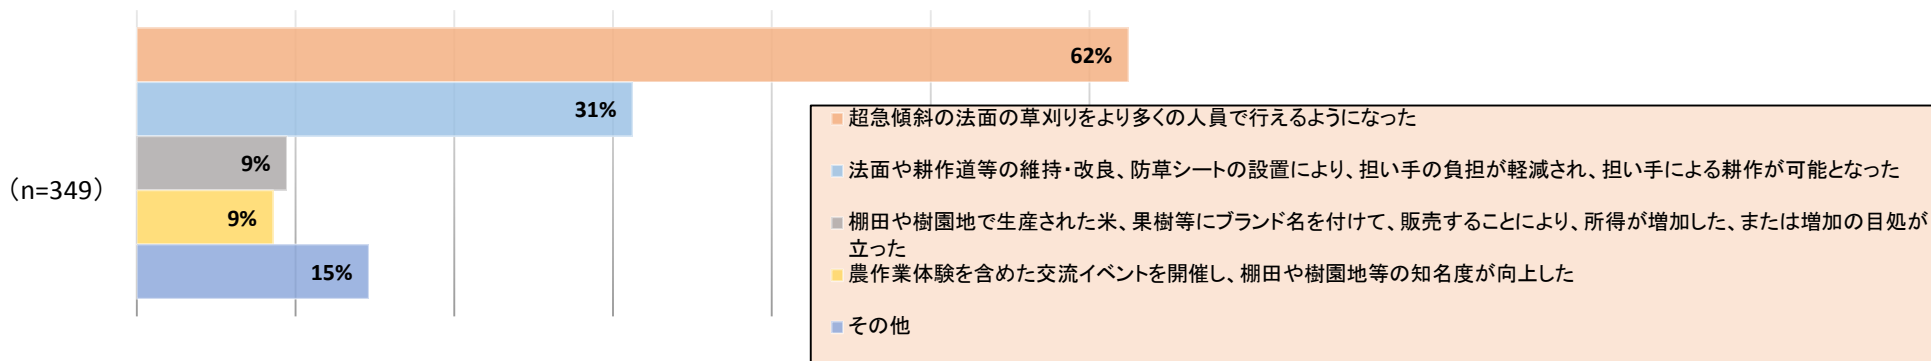 62%
31%
9%
(n=349)
9%
15%
超急傾斜の法面の草刈りをより多くの人員で行えるようになった
法面や耕作道等の維持・改良、防草シートの設置により、担い手の負担が軽減され、担い手による耕作が可能となった
棚田や樹園地で生産された米、果樹等にブランド名を付けて、販売することにより、所得が増加した、または増加の目処が
立った
農作業体験を含めた交流イベントを開催し、棚田や樹園地等の知名度が向上した
その他